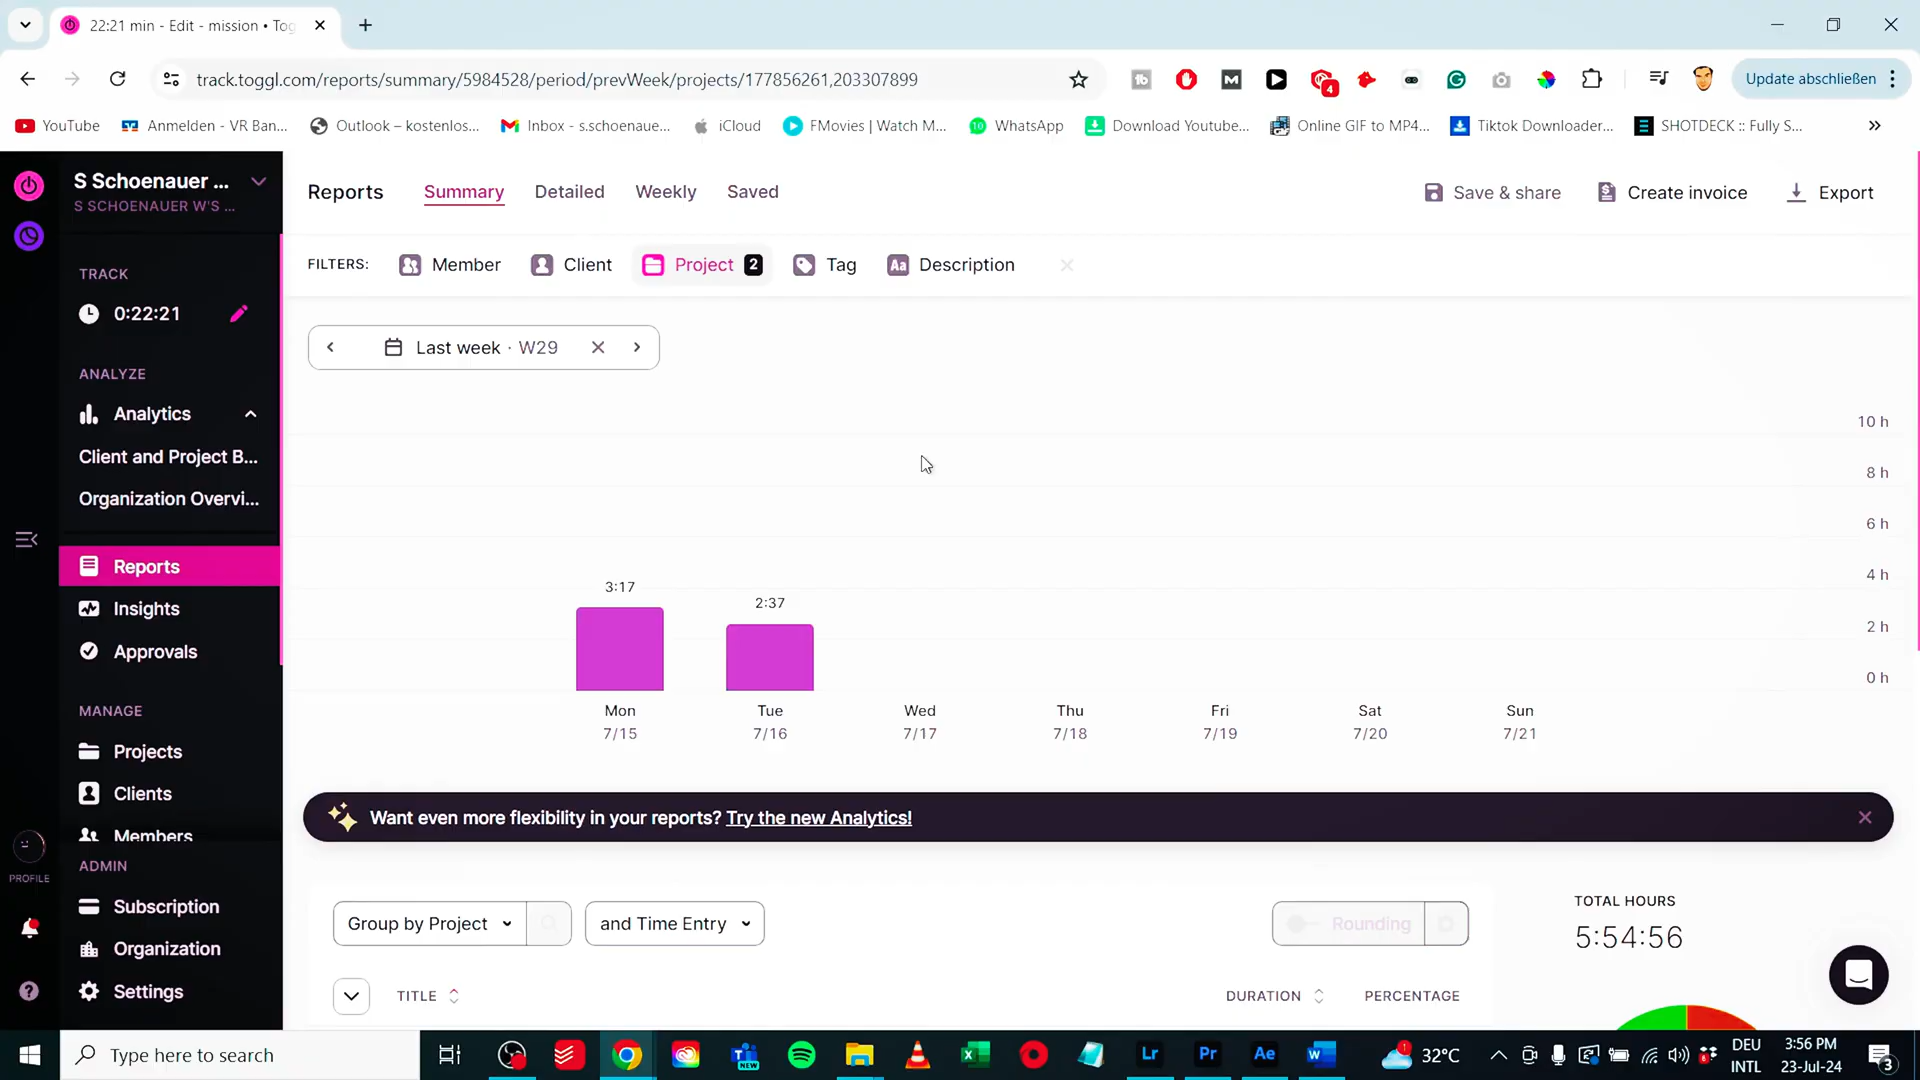 22:21 min - Edit - mission • Tog
track.toggl.com/reports/summary/5984528/period/prevWeek/projects/177856261,203307899
4
Update abschließen
YouTube
Anmelden - VR Ban...
Outlook – kostenlos...
Inbox - s.schoenaue...
iCloud
FMovies | Watch M...
WhatsApp
Download Youtube...
Online GIF to MP4...
Tiktok Downloader...
SHOTDECK :: Fully S...
S Schoenauer ...
S SCHOENAUER W'S ...
Reports
Summary
Detailed
Weekly
Saved
Save & share
Create invoice
Export
FILTERS:
Member
Client
Project 2
Tag
Aa Description
TRACK
0:22:21
ANALYZE
Analytics
Client and Project B...
Organization Overvi...
Reports
Insights
Approvals
MANAGE
Projects
Clients
Members
ADMIN
Subscription
Organization
Settings
PROFILE
Last week · W29
10 h
8 h
6 h
4 h
2 h
0 h
3:17
2:37
Mon
7/15
Tue
7/16
Wed
7/17
Thu
7/18
Fri
7/19
Sat
7/20
Sun
7/21
Want even more flexibility in your reports? Try the new Analytics!
Group by Project
and Time Entry
Rounding
TOTAL HOURS
5:54:56
TITLE
DURATION
PERCENTAGE
Type here to search
NEW
Lr
Pr
Ae
32°C
DEU
INTL
3:56 PM
23-Jul-24
3